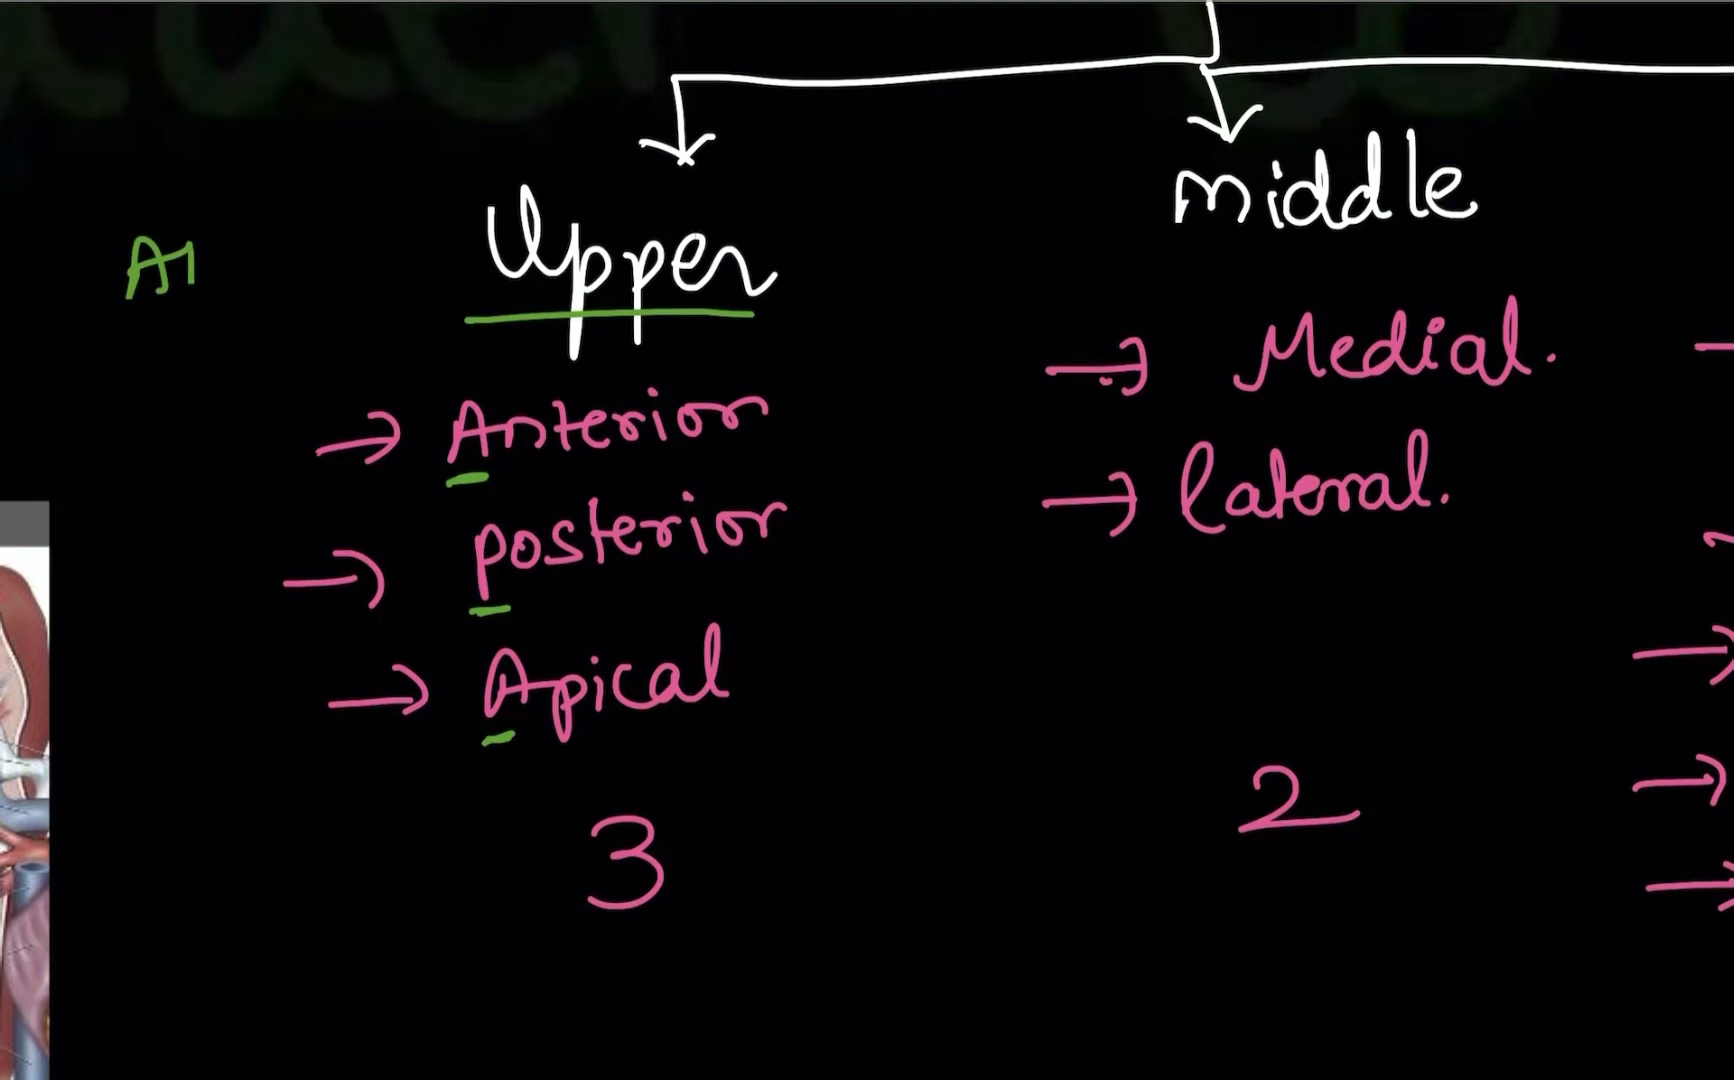 Upper
middle
A1
→ Anterior
→ posterior
→ Apical
3
→ Medial.
→ lateral.
2